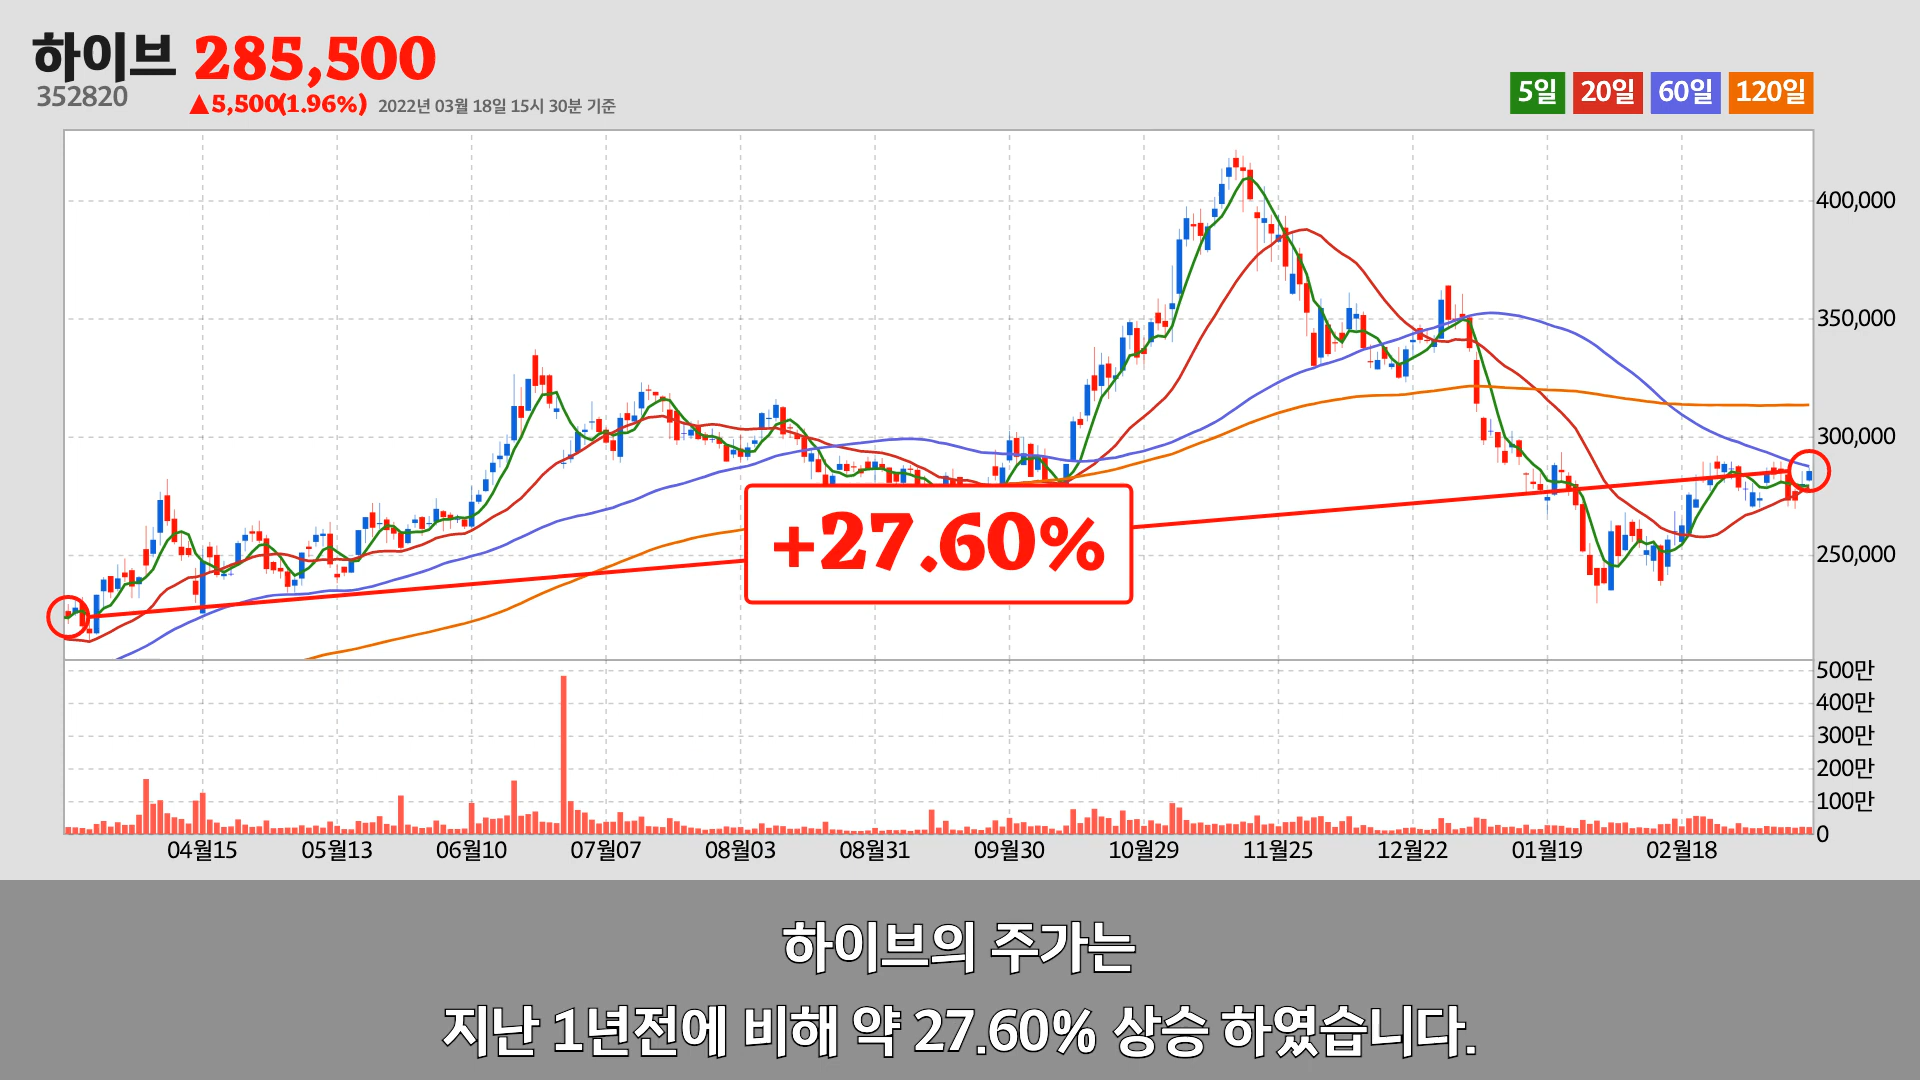 하이브 285,500
352820
▲5,500(1.96%) 2022년 03월 18일 15시 30분 기준
5일 20일 60일 120일
400,000
350,000
300,000
250,000
+27.60%
500만
400만
300만
200만
100만
0
04월15 05월13 06월10 07월07 08월03 08월31 09월30 10월29 11월25 12월22 01월19 02월18
하이브의 주가는
지난 1년전에 비해 약 27.60% 상승 하였습니다.